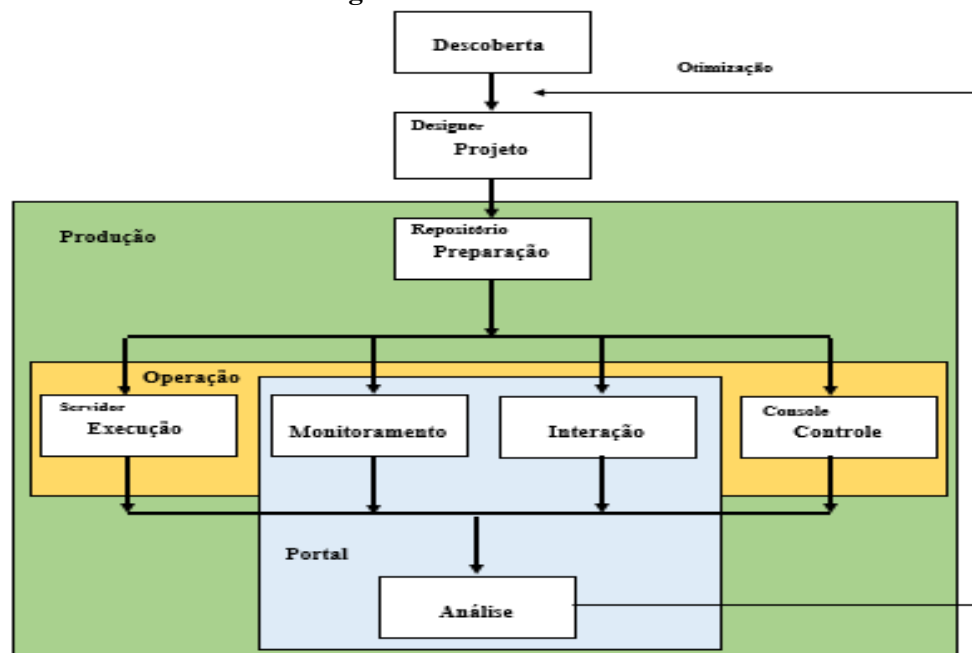 g
Descoberta
Otimização
Designer
Projeto
Repositório
Preparação
Produção
Operação
Servidor
Execução
Monitoramento
Interação
Console
Controle
Portal
Análise